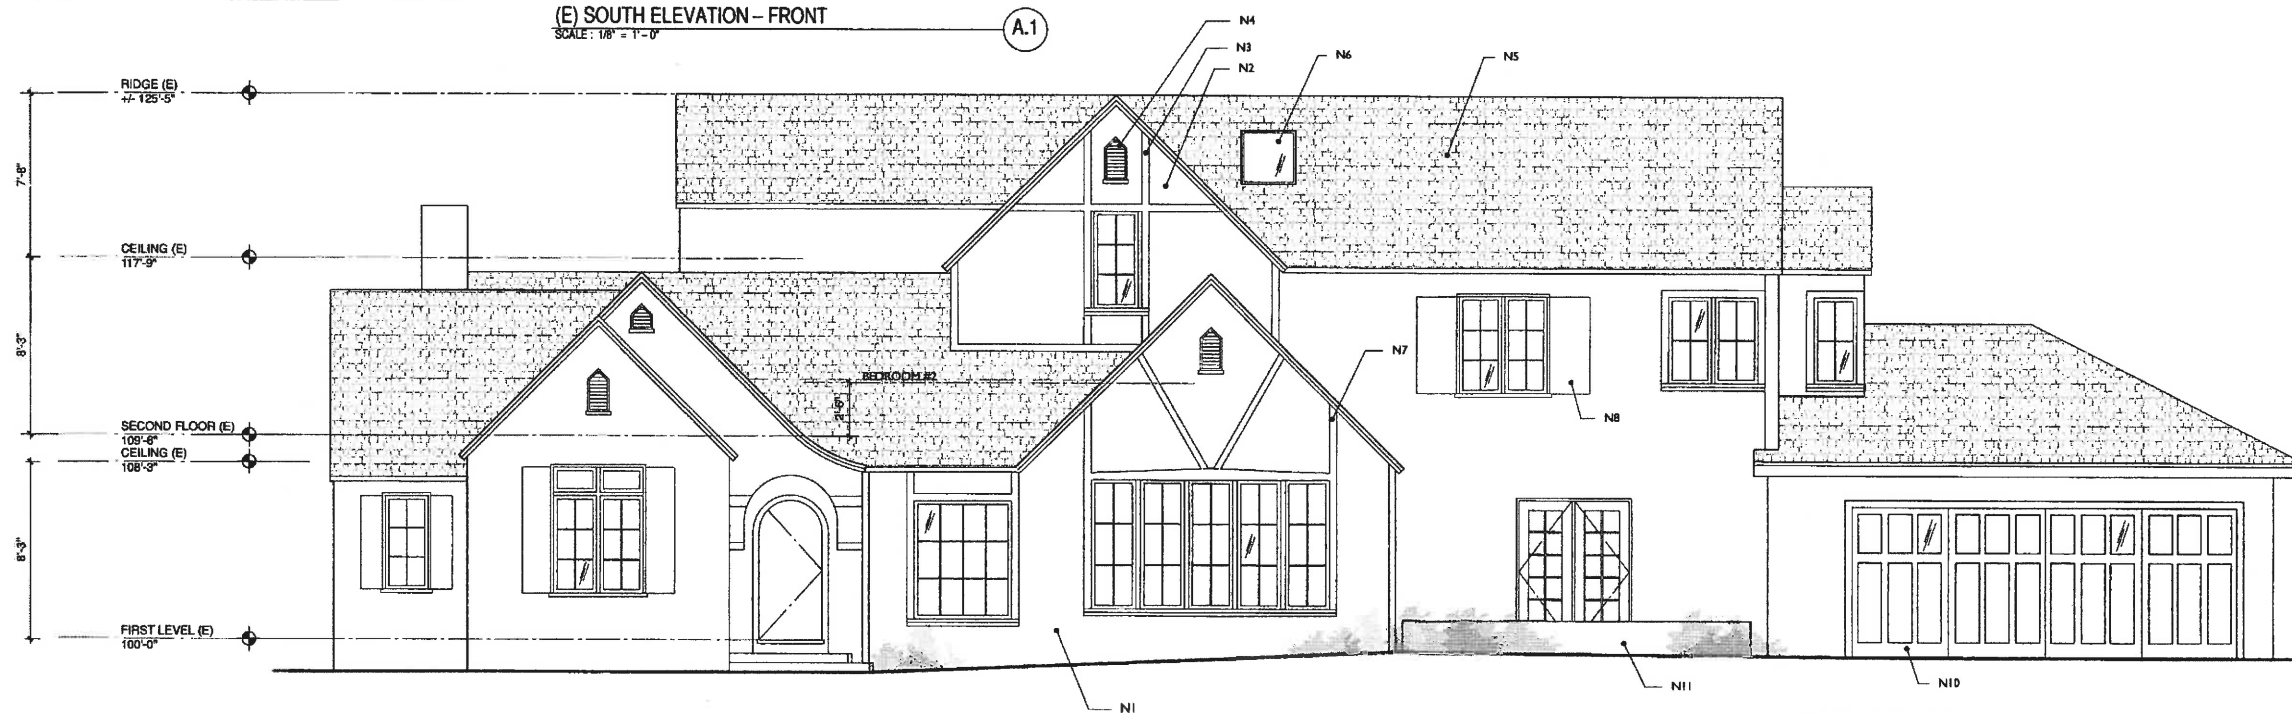 (E) SOUTH ELEVATION – FRONT
SCALE : 1/8" = 1'-0"
A.1
N4
N3
N2
N6
N5
RIDGE (E)
+/- 125'-5"
7'-8"
CEILING (E)
117'-9"
8'-3"
N7
BEDROOM #2
2'-6"
N8
SECOND FLOOR (E)
109'-6"
CEILING (E)
108'-3"
8'-3"
FIRST LEVEL (E)
100'-0"
N11
N10
N1